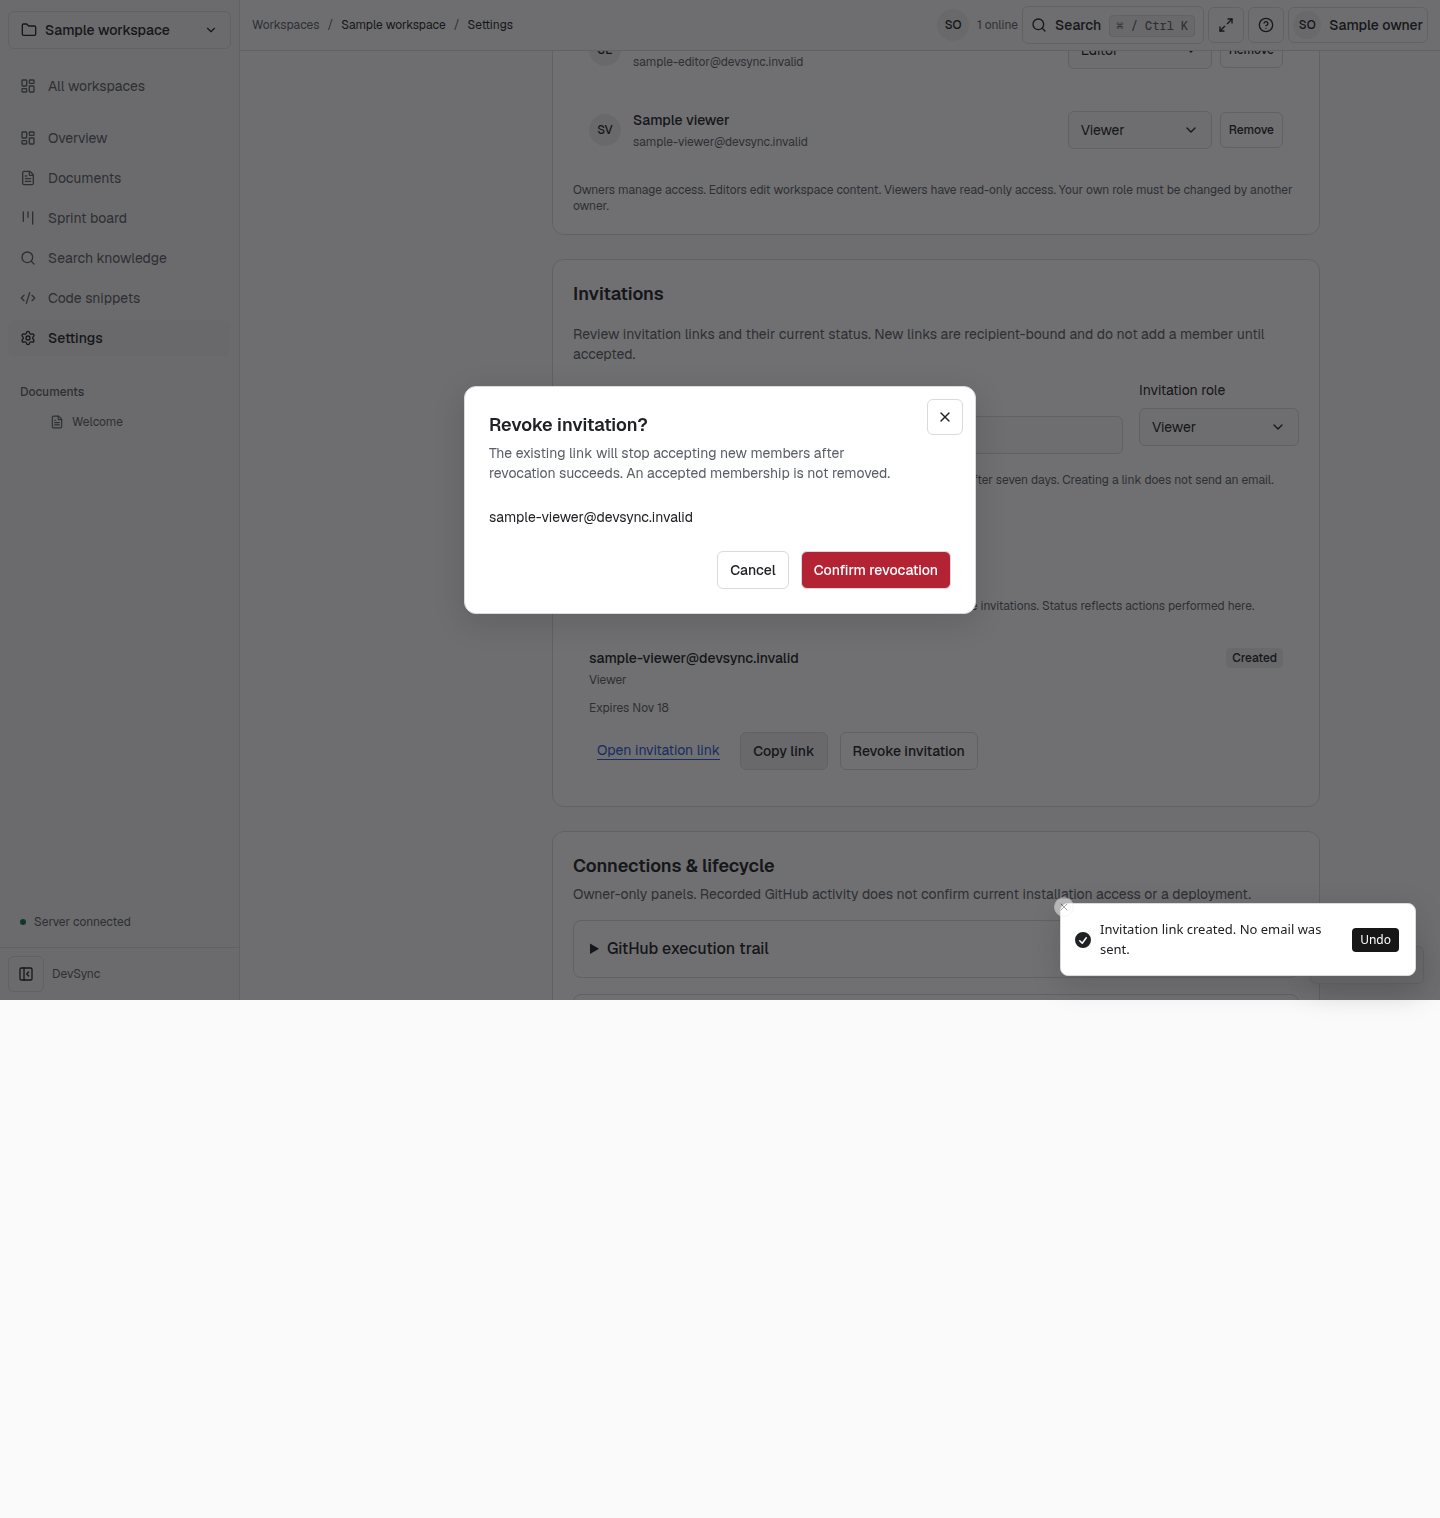 Sample workspace
Workspaces / Sample workspace / Settings
SO 1 online
Search ⌘ / Ctrl K
SO Sample owner
All workspaces
Overview
Documents
Sprint board
Search knowledge
Code snippets
Settings
Documents
Welcome
Server connected
DevSync
sample-editor@devsync.invalid
Editor
Remove
SV
Sample viewer
sample-viewer@devsync.invalid
Viewer
Remove
Owners manage access. Editors edit workspace content. Viewers have read-only access. Your own role must be changed by another
owner.
Invitations
Review invitation links and their current status. New links are recipient-bound and do not add a member until
accepted.
Invitation role
Viewer
after seven days. Creating a link does not send an email.
Revoke invitation?
The existing link will stop accepting new members after
revocation succeeds. An accepted membership is not removed.
sample-viewer@devsync.invalid
Cancel
Confirm revocation
invitations. Status reflects actions performed here.
sample-viewer@devsync.invalid
Created
Viewer
Expires Nov 18
Open invitation link
Copy link
Revoke invitation
Connections & lifecycle
Owner-only panels. Recorded GitHub activity does not confirm current installation access or a deployment.
GitHub execution trail
Invitation link created. No email was
sent.
Undo